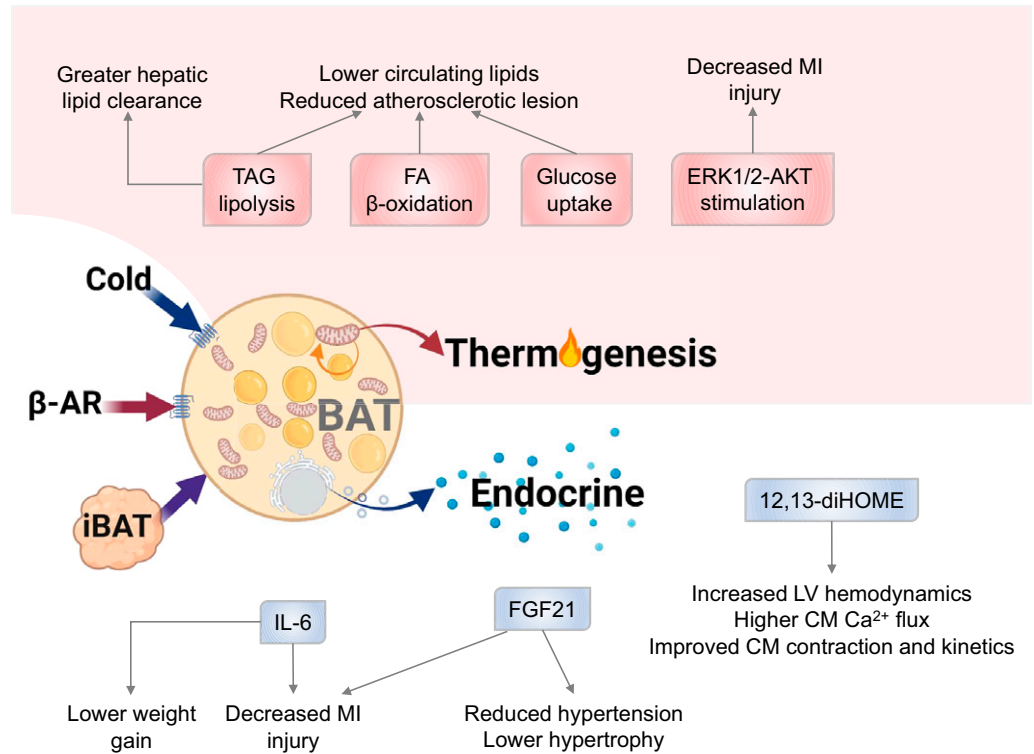 Greater hepatic
lipid clearance
Lower circulating lipids
Reduced atherosclerotic lesion
Decreased MI
injury
TAG
lipolysis
FA
β-oxidation
Glucose
uptake
ERK1/2-AKT
stimulation
Cold
β-AR
iBAT
BAT
Thermogenesis
Endocrine
12,13-diHOME
Increased LV hemodynamics
Higher CM Ca²⁺ flux
Improved CM contraction and kinetics
IL-6
FGF21
Lower weight
gain
Decreased MI
injury
Reduced hypertension
Lower hypertrophy